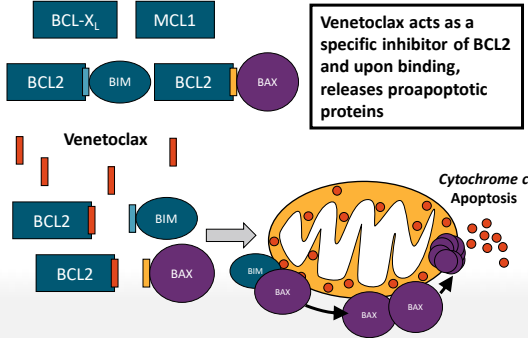 BCL-XL
MCL1
BCL2
BIM
BCL2
BAX
Venetoclax acts as a
specific inhibitor of BCL2
and upon binding,
releases proapoptotic
proteins
Venetoclax
BCL2
BIM
BCL2
BAX
Cytochrome c
Apoptosis
BIM
BAX
BAX
BAX